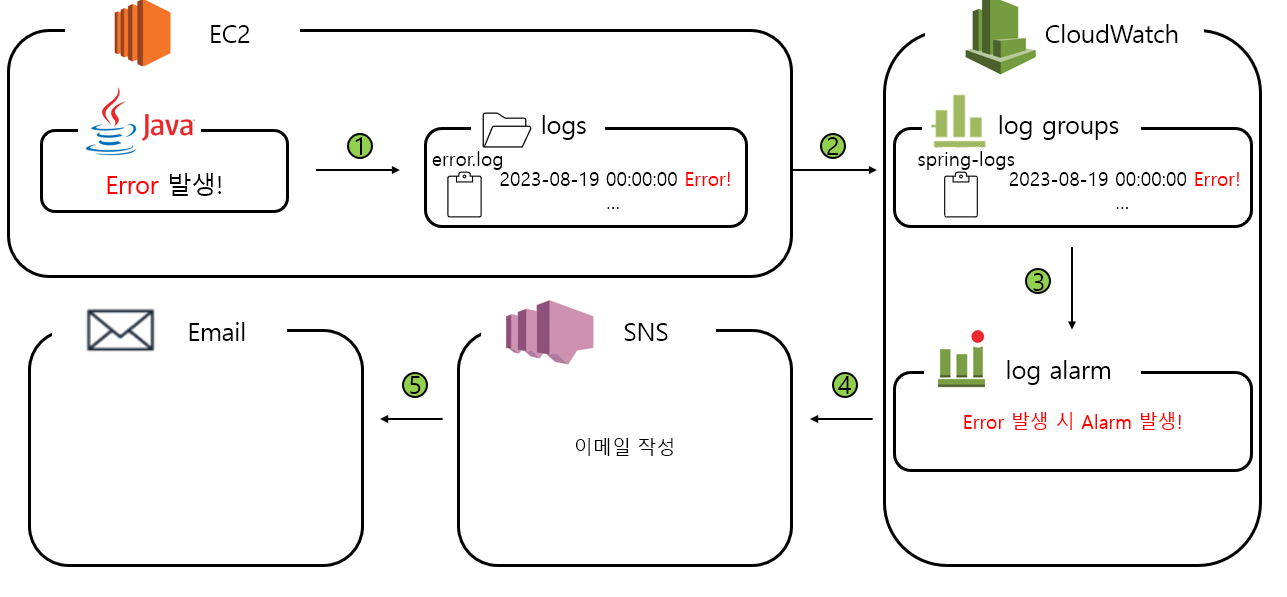 EC2
Java
Error 발생!
①
logs
error.log
2023-08-19 00:00:00 Error!
...
②
CloudWatch
log groups
spring-logs
2023-08-19 00:00:00 Error!
...
③
log alarm
Error 발생 시 Alarm 발생!
④
SNS
이메일 작성
⑤
Email